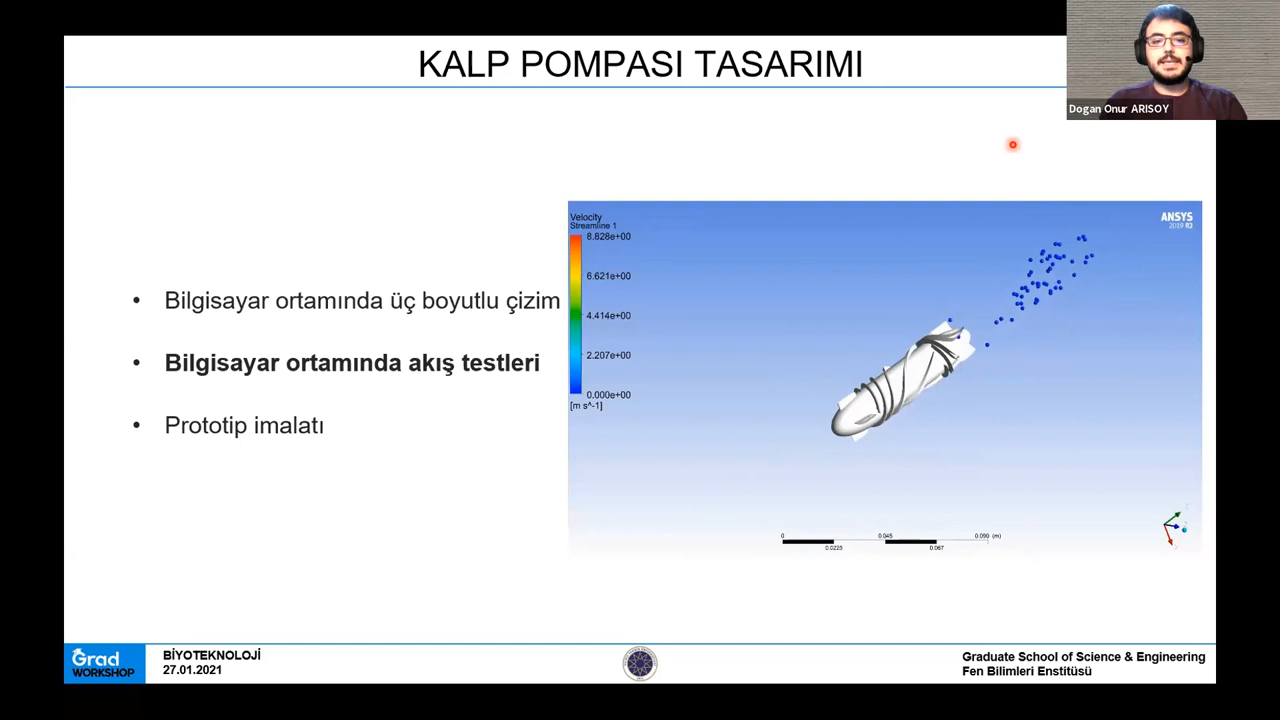 KALP POMPASI TASARIMI
Dogan Onur ARISOY
Velocity
Streamline 1
8.828e+00
6.621e+00
4.414e+00
2.207e+00
0.000e+00
[m s^-1]
ANSYS
2019 R2
• Bilgisayar ortamında üç boyutlu çizim
• Bilgisayar ortamında akış testleri
• Prototip imalatı
0 0.045 0.090 (m)
0.0225 0.067
Grad
WORKSHOP
BİYOTEKNOLOJİ
27.01.2021
Graduate School of Science & Engineering
Fen Bilimleri Enstitüsü